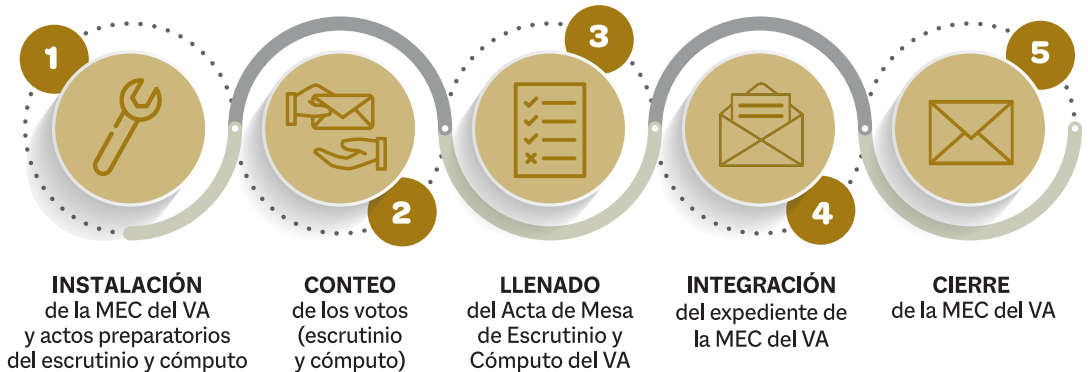 1
INSTALACIÓN
de la MEC del VA
y actos preparatorios
del escrutinio y cómputo
2
CONTEO
de los votos
(escrutinio
y cómputo)
3
LLENADO
del Acta de Mesa
de Escrutinio y
Cómputo del VA
4
INTEGRACIÓN
del expediente de
la MEC del VA
5
CIERRE
de la MEC del VA